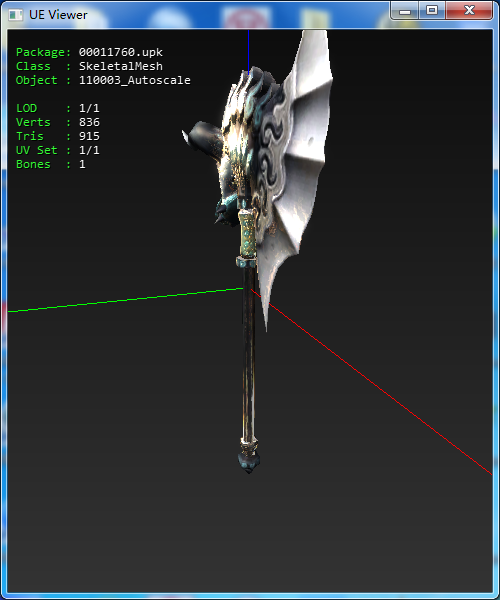 UE Viewer
Package: 00011760.upk
Class : SkeletalMesh
Object : 110003_Autoscale
LOD : 1/1
Verts : 836
Tris : 915
UV Set : 1/1
Bones : 1